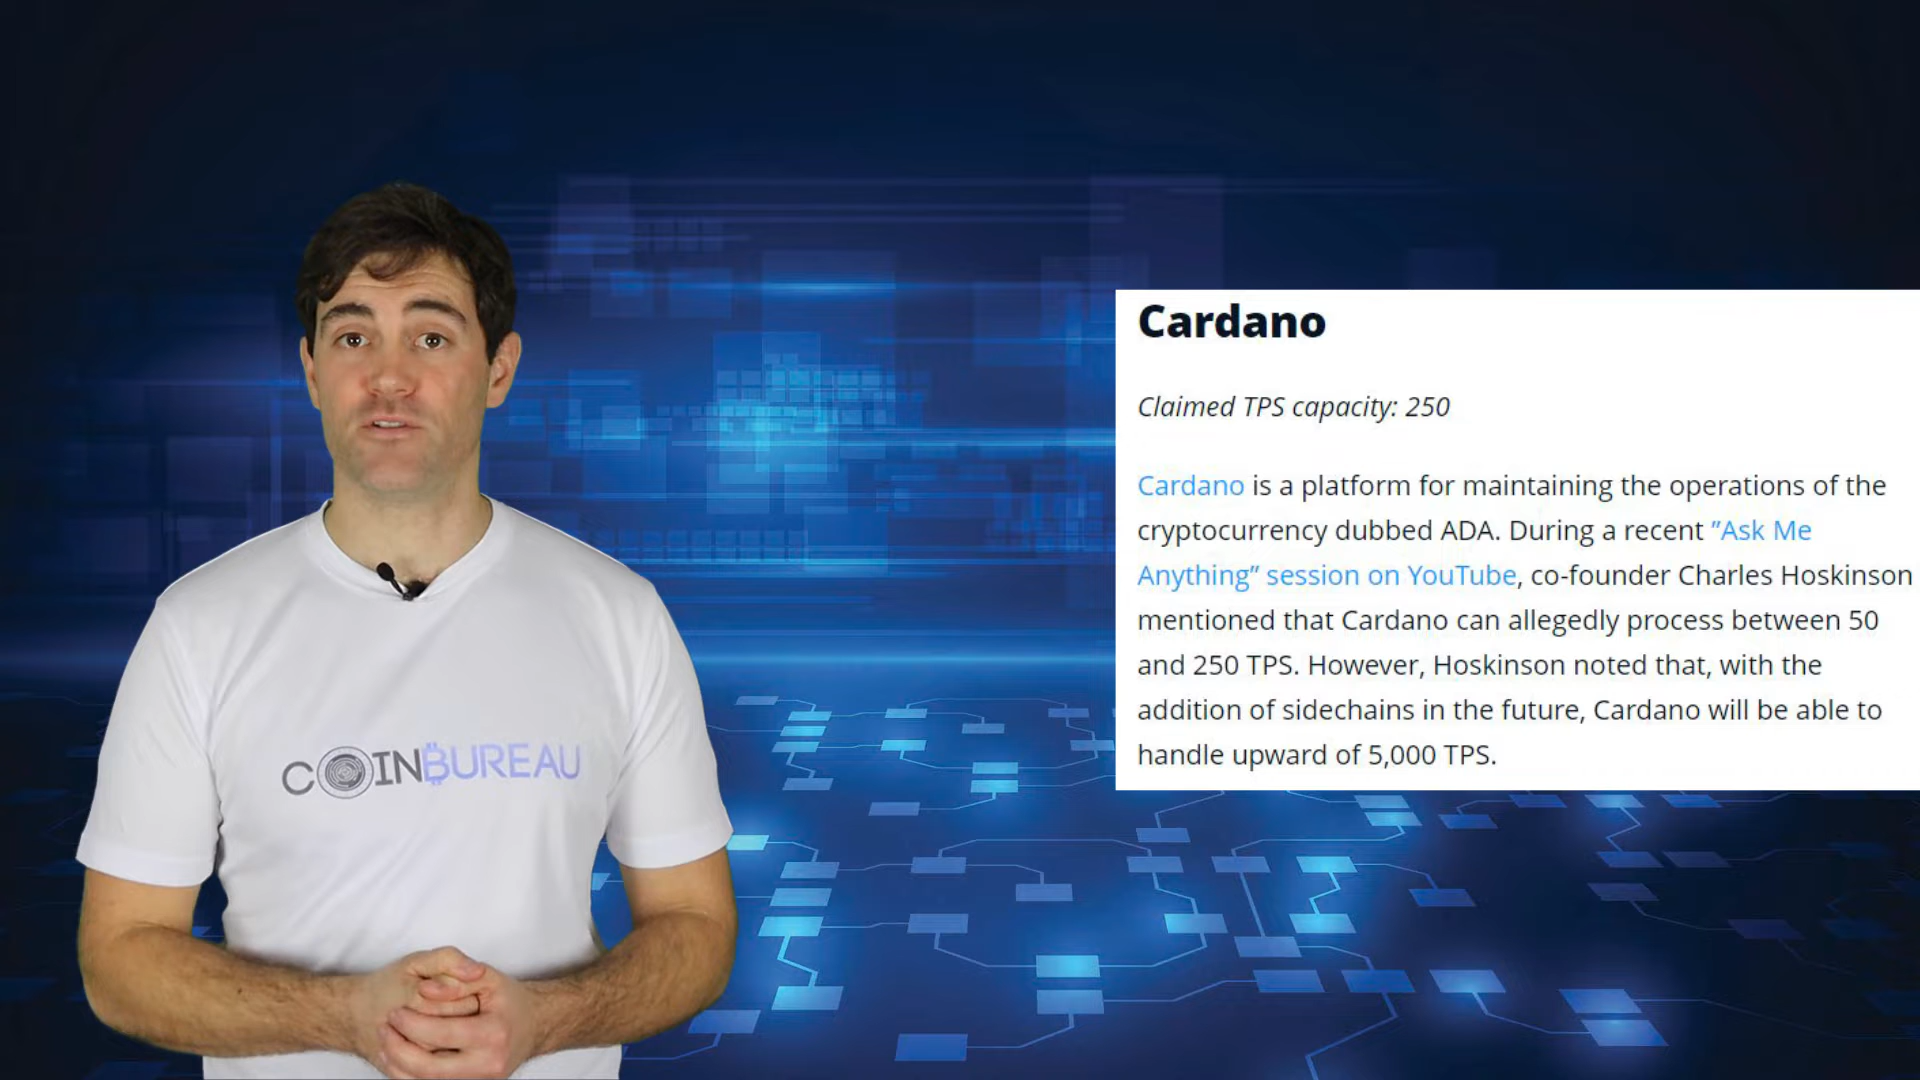 COINBUREAU
Cardano
Claimed TPS capacity: 250
Cardano is a platform for maintaining the operations of the
cryptocurrency dubbed ADA. During a recent ”Ask Me
Anything” session on YouTube, co-founder Charles Hoskinson
mentioned that Cardano can allegedly process between 50
and 250 TPS. However, Hoskinson noted that, with the
addition of sidechains in the future, Cardano will be able to
handle upward of 5,000 TPS.